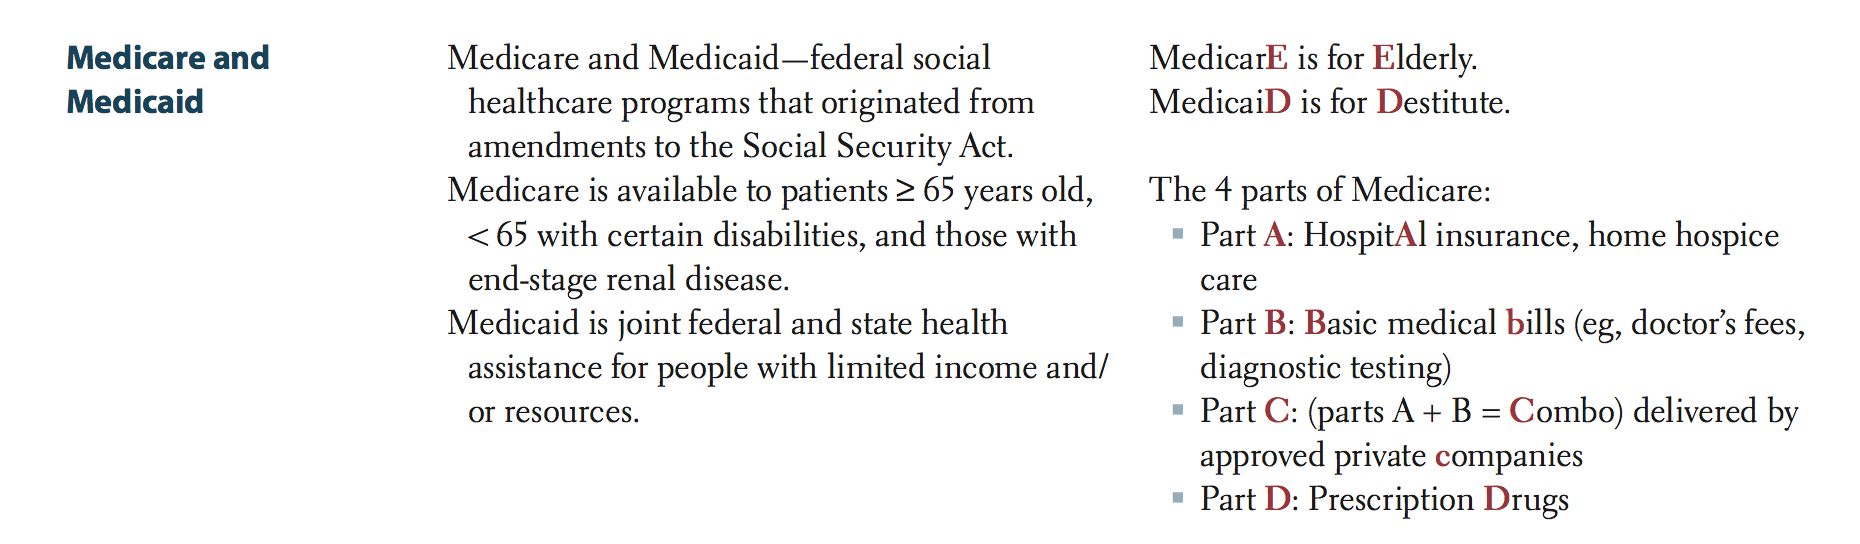 Medicare and
Medicaid
Medicare and Medicaid—federal social
healthcare programs that originated from
amendments to the Social Security Act.
Medicare is available to patients ≥ 65 years old,
< 65 with certain disabilities, and those with
end-stage renal disease.
Medicaid is joint federal and state health
assistance for people with limited income and/
or resources.
MedicarE is for Elderly.
MedicaiD is for Destitute.
The 4 parts of Medicare:
▪ Part A: HospitAl insurance, home hospice
care
▪ Part B: Basic medical bills (eg, doctor’s fees,
diagnostic testing)
▪ Part C: (parts A + B = Combo) delivered by
approved private companies
▪ Part D: Prescription Drugs